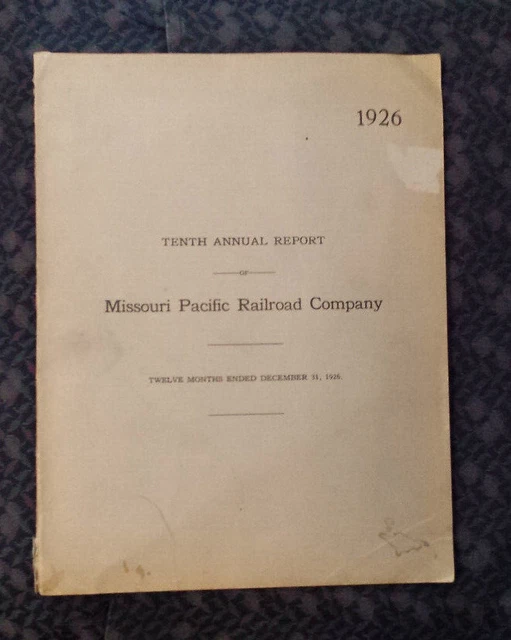 1926
TENTH ANNUAL REPORT
OF
Missouri Pacific Railroad Company
TWELVE MONTHS ENDED DECEMBER 31, 1926.